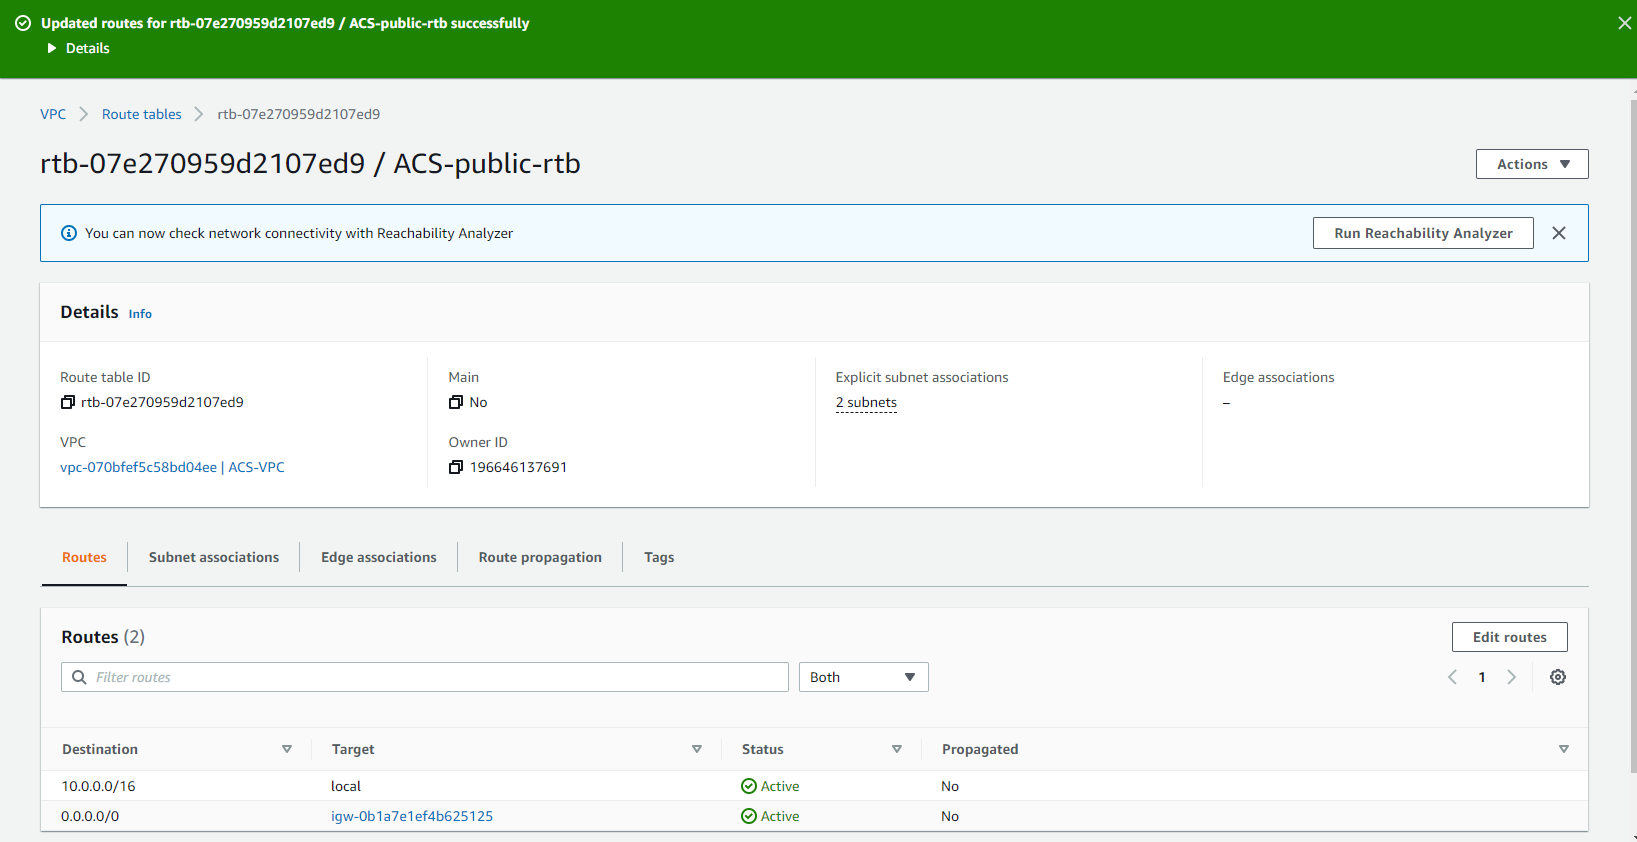 Updated routes for rtb-07e270959d2107ed9 / ACS-public-rtb successfully
Details
VPC
Route tables
rtb-07e270959d2107ed9
rtb-07e270959d2107ed9 / ACS-public-rtb
Actions
You can now check network connectivity with Reachability Analyzer
Run Reachability Analyzer
Details Info
Route table ID
rtb-07e270959d2107ed9
Main
No
Explicit subnet associations
2 subnets
Edge associations
–
VPC
vpc-070bfef5c58bd04ee | ACS-VPC
Owner ID
196646137691
Routes
Subnet associations
Edge associations
Route propagation
Tags
Routes (2)
Edit routes
Filter routes
Both
1
Destination Target Status Propagated
10.0.0.0/16 local Active No
0.0.0.0/0 igw-0b1a7e1ef4b625125 Active No